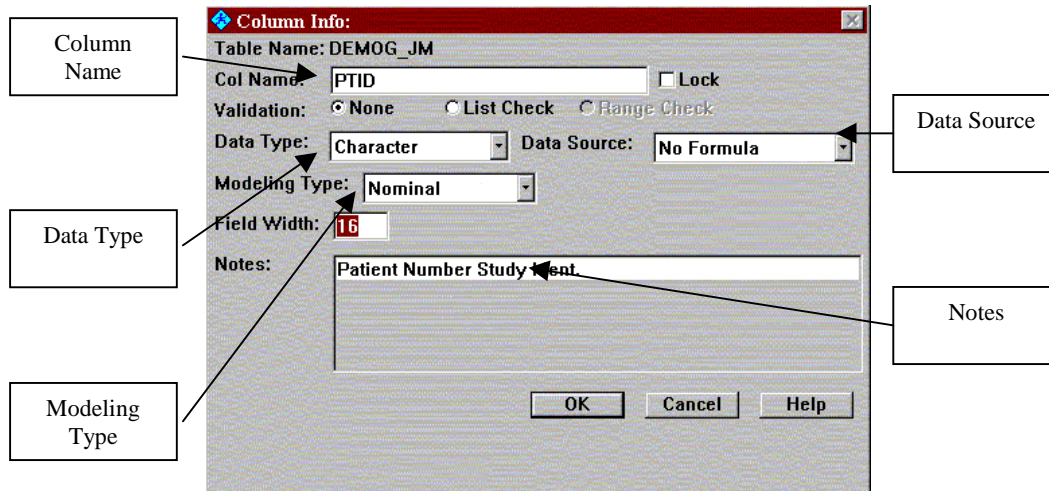 Column Info:
Table Name: DEMOG_JM
Col Name: PTID Lock
Validation: None List Check Range Check
Data Type: Character Data Source: No Formula
Modeling Type: Nominal
Field Width: 16
Notes: Patient Number Study
OK Cancel Help
Column
Name
Data Type
Modeling
Type
Data Source
Notes